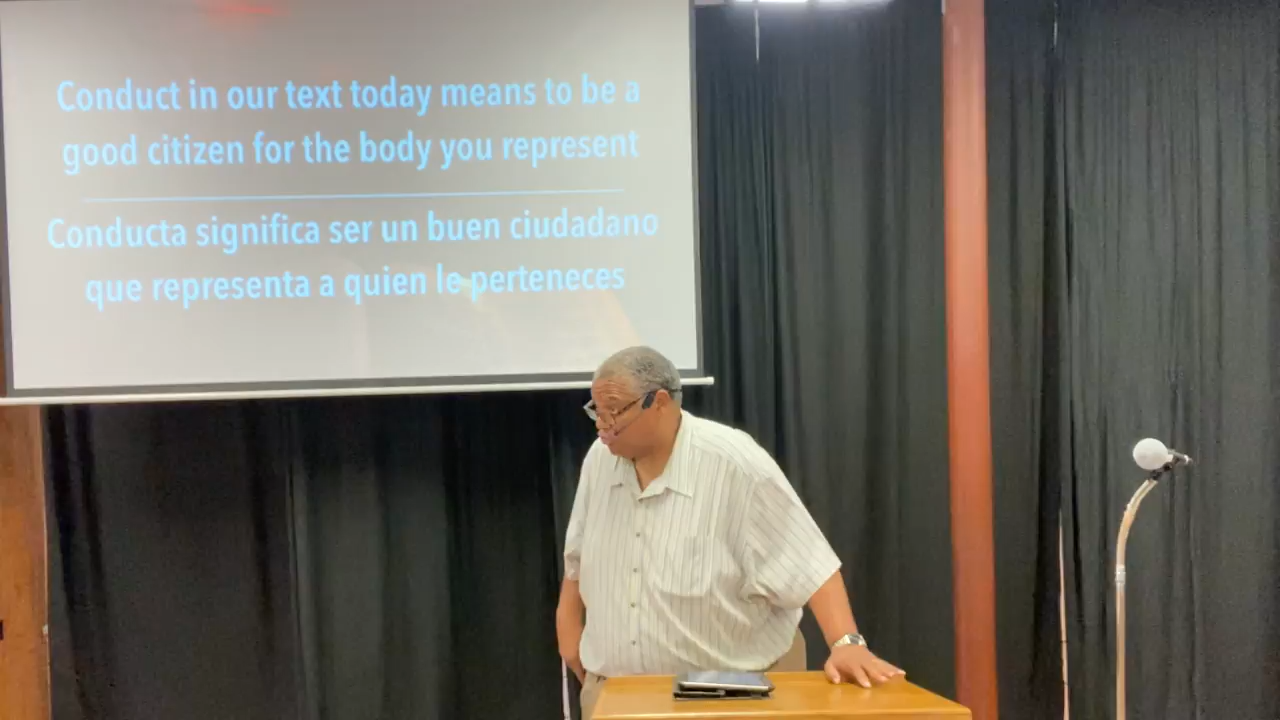 Conduct in our text today means to be a
good citizen for the body you represent
Conducta significa ser un buen ciudadano
que representa a quien le perteneces